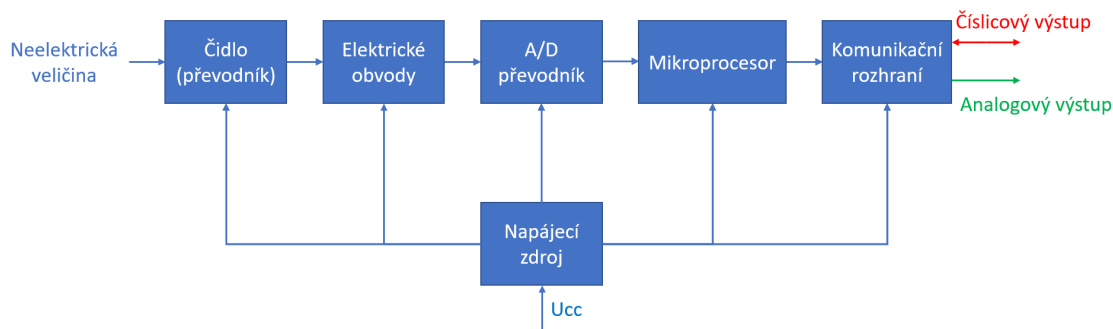 Neelektrická
veličina
Čidlo
(převodník)
Elektrické
obvody
A/D
převodník
Mikroprocesor
Komunikační
rozhraní
Číslicový výstup
Analogový výstup
Napájecí
zdroj
Ucc